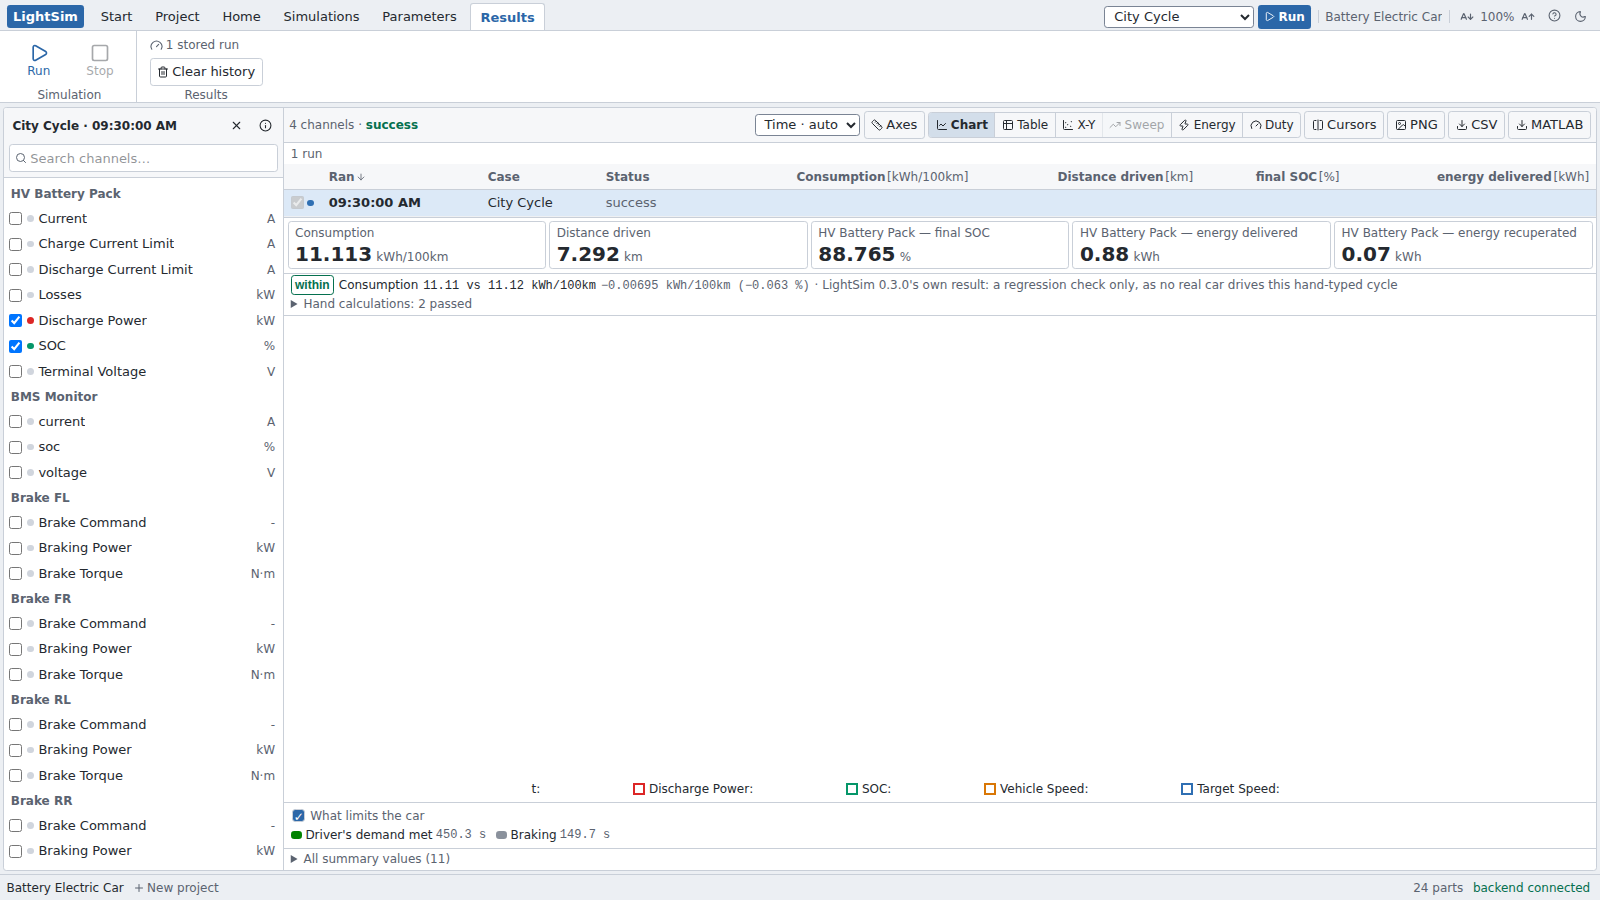 LightSim Start Project Home Simulations Parameters Results City Cycle Run Battery Electric Car A 100% A
1 stored run
Run Stop Clear history
Simulation Results
City Cycle · 09:30:00 AM
4 channels · success Time · auto Axes Chart Table X-Y Sweep Energy Duty Cursors PNG CSV MATLAB
Search channels...
1 run
Ran Case Status Consumption [kWh/100km] Distance driven [km] final SOC [%] energy delivered [kWh]
09:30:00 AM City Cycle success
Consumption
11.113 kWh/100km
Distance driven
7.292 km
HV Battery Pack — final SOC
88.765 %
HV Battery Pack — energy delivered
0.88 kWh
HV Battery Pack — energy recuperated
0.07 kWh
within Consumption 11.11 vs 11.12 kWh/100km −0.00695 kWh/100km (−0.063 %) · LightSim 0.3.0's own result: a regression check only, as no real car drives this hand-typed cycle
Hand calculations: 2 passed
HV Battery Pack
Current A
Charge Current Limit A
Discharge Current Limit A
Losses kW
Discharge Power kW
SOC %
Terminal Voltage V
BMS Monitor
current A
soc %
voltage V
Brake FL
Brake Command -
Braking Power kW
Brake Torque N·m
Brake FR
Brake Command -
Braking Power kW
Brake Torque N·m
Brake RL
Brake Command -
Braking Power kW
Brake Torque N·m
Brake RR
Brake Command -
Braking Power kW
t: Discharge Power: SOC: Vehicle Speed: Target Speed:
What limits the car
Driver's demand met 450.3 s Braking 149.7 s
All summary values (11)
Battery Electric Car + New project 24 parts backend connected